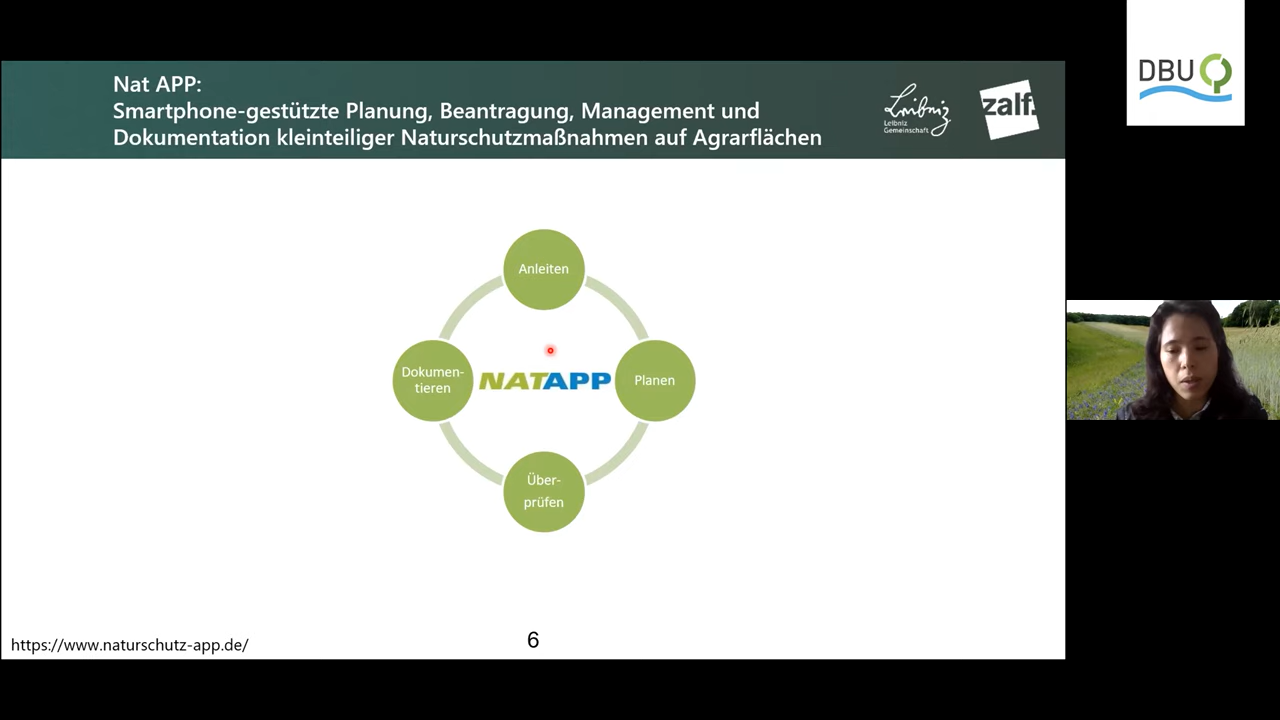 Nat APP:
Smartphone-gestützte Planung, Beantragung, Management und
Dokumentation kleinteiliger Naturschutzmaßnahmen auf Agrarflächen
Leibniz
Leibniz
Gemeinschaft
zalf.
DBU
Anleiten
Dokumen-
tieren
NATAPP
Planen
Über-
prüfen
https://www.naturschutz-app.de/
6